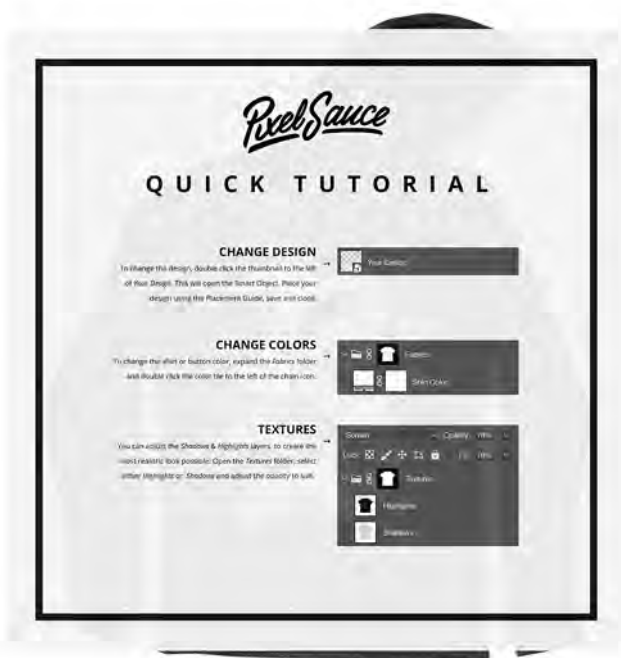 PixelSauce
QUICK TUTORIAL
CHANGE DESIGN
To change the design, double click the thumbnail to the left
of Your Design. This will open the Smart Object. Place your
design using the Placement Guide, save and close.
Your Design
CHANGE COLORS
To change the shirt or button color, expand the Fabrics folder
and double click the color tile to the left of the chain icon.
Shirt Color
TEXTURES
You can adjust the Shadows & Highlights layers, to create the
most realistic look possible. Open the Textures folder, select
either Highlights or Shadows and adjust the opacity to suit.
Screen
Opacity: 70%
Lock:
Textures
Highlights
Shadows